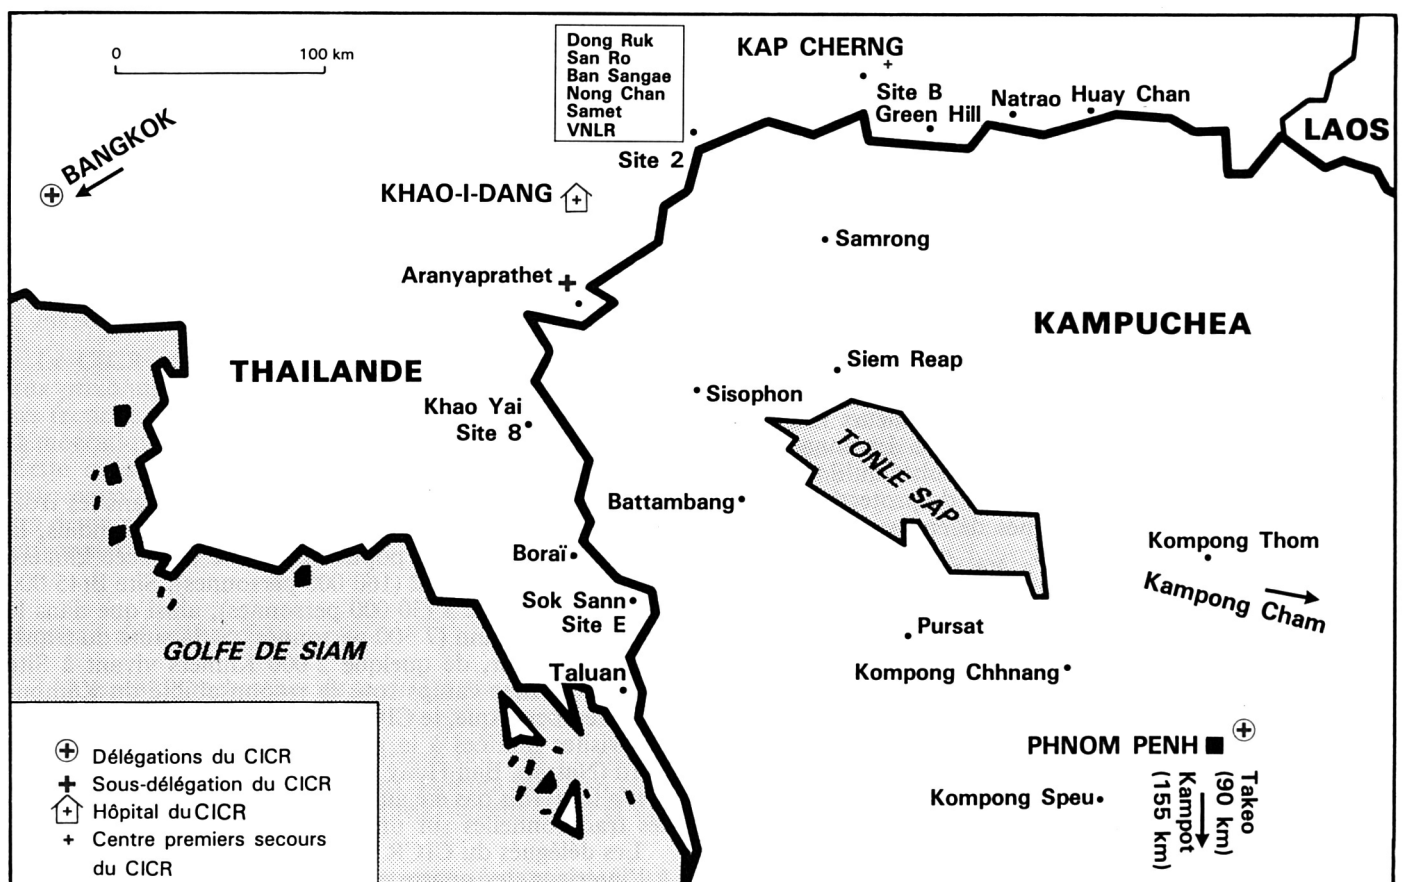 0 100 km
Dong Ruk
San Ro
Ban Sangae
Nong Chan
Samet
VNLR
Site 2
KAP CHERNG
Site B
Green Hill
Natrao
Huay Chan
LAOS
BANGKOK
KHAO-I-DANG
Samrong
Aranyaprathet
KAMPUCHEA
THAILANDE
Siem Reap
Sisophon
Khao Yai
Site 8
TONLE SAP
Battambang
Boraï
Kompong Thom
Kampong Cham
Sok Sann
Site E
Pursat
GOLFE DE SIAM
Taluan
Kompong Chhnang
PHNOM PENH
Kompong Speu
Takeo
(90 km)
Kampot
(155 km)
Délégations du CICR
Sous-délégation du CICR
Hôpital du CICR
Centre premiers secours
du CICR